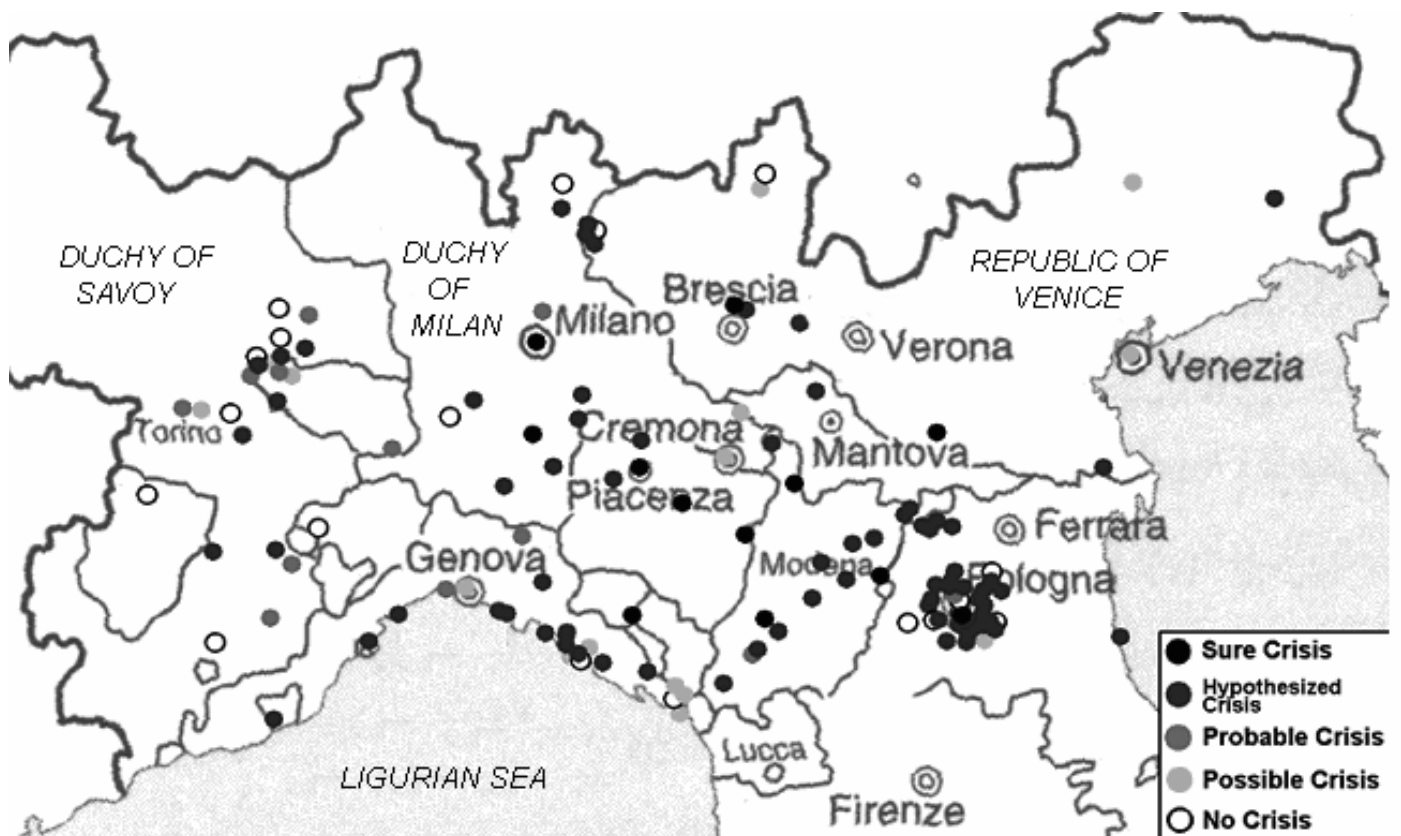 DUCHY OF
SAVOY
DUCHY
OF
MILAN
REPUBLIC OF
VENICE
Brescia
Milano
Verona
Venezia
Torino
Cremona
Mantova
Piacenza
Ferrara
Genova
Modena
Bologna
Lucca
Firenze
LIGURIAN SEA
Sure Crisis
Hypothesized
Crisis
Probable Crisis
Possible Crisis
No Crisis